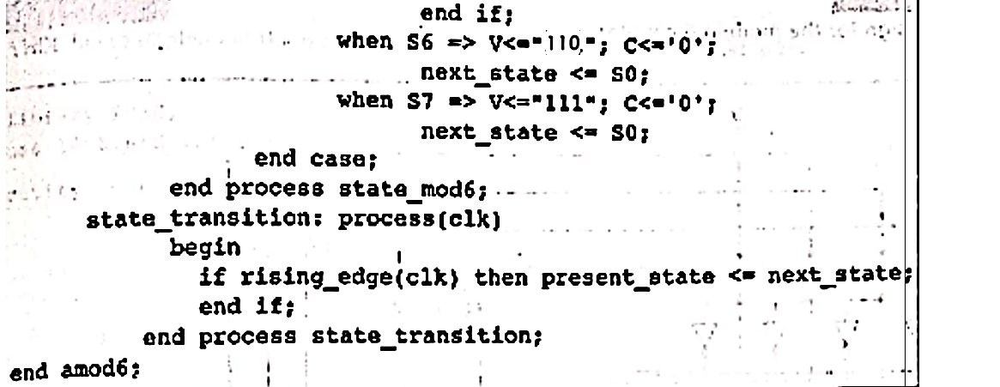 end if;
when S6 => V<="110"; C<='0';
next_state <= S0;
when S7 => V<="111"; C<='0';
next_state <= S0;
end case;
end process state_mod6;
state_transition: process(clk)
begin
if rising_edge(clk) then present_state <= next_state;
end if;
end process state_transition;
end amod6;